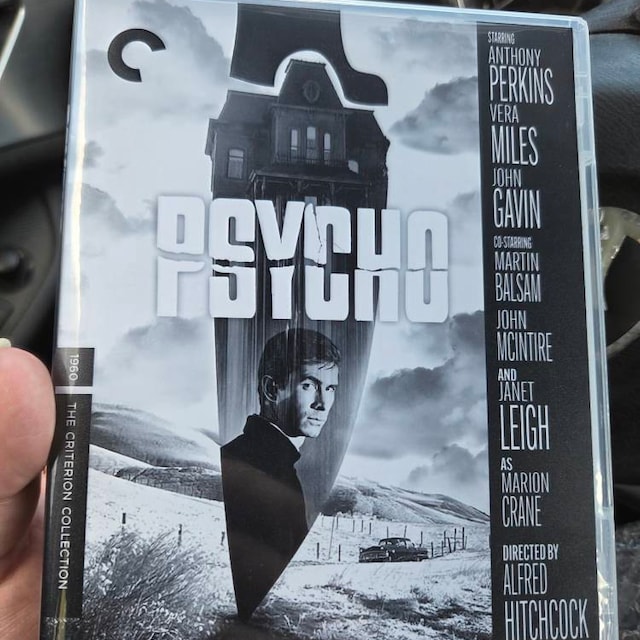 STARRING
ANTHONY
PERKINS
VERA
MILES
JOHN
GAVIN
CO-STARRING
MARTIN
BALSAM
JOHN
MCINTIRE
AND
JANET
LEIGH
AS
MARION
CRANE
DIRECTED BY
ALFRED
HITCHCOCK
PSYCHO
1960 THE CRITERION COLLECTION